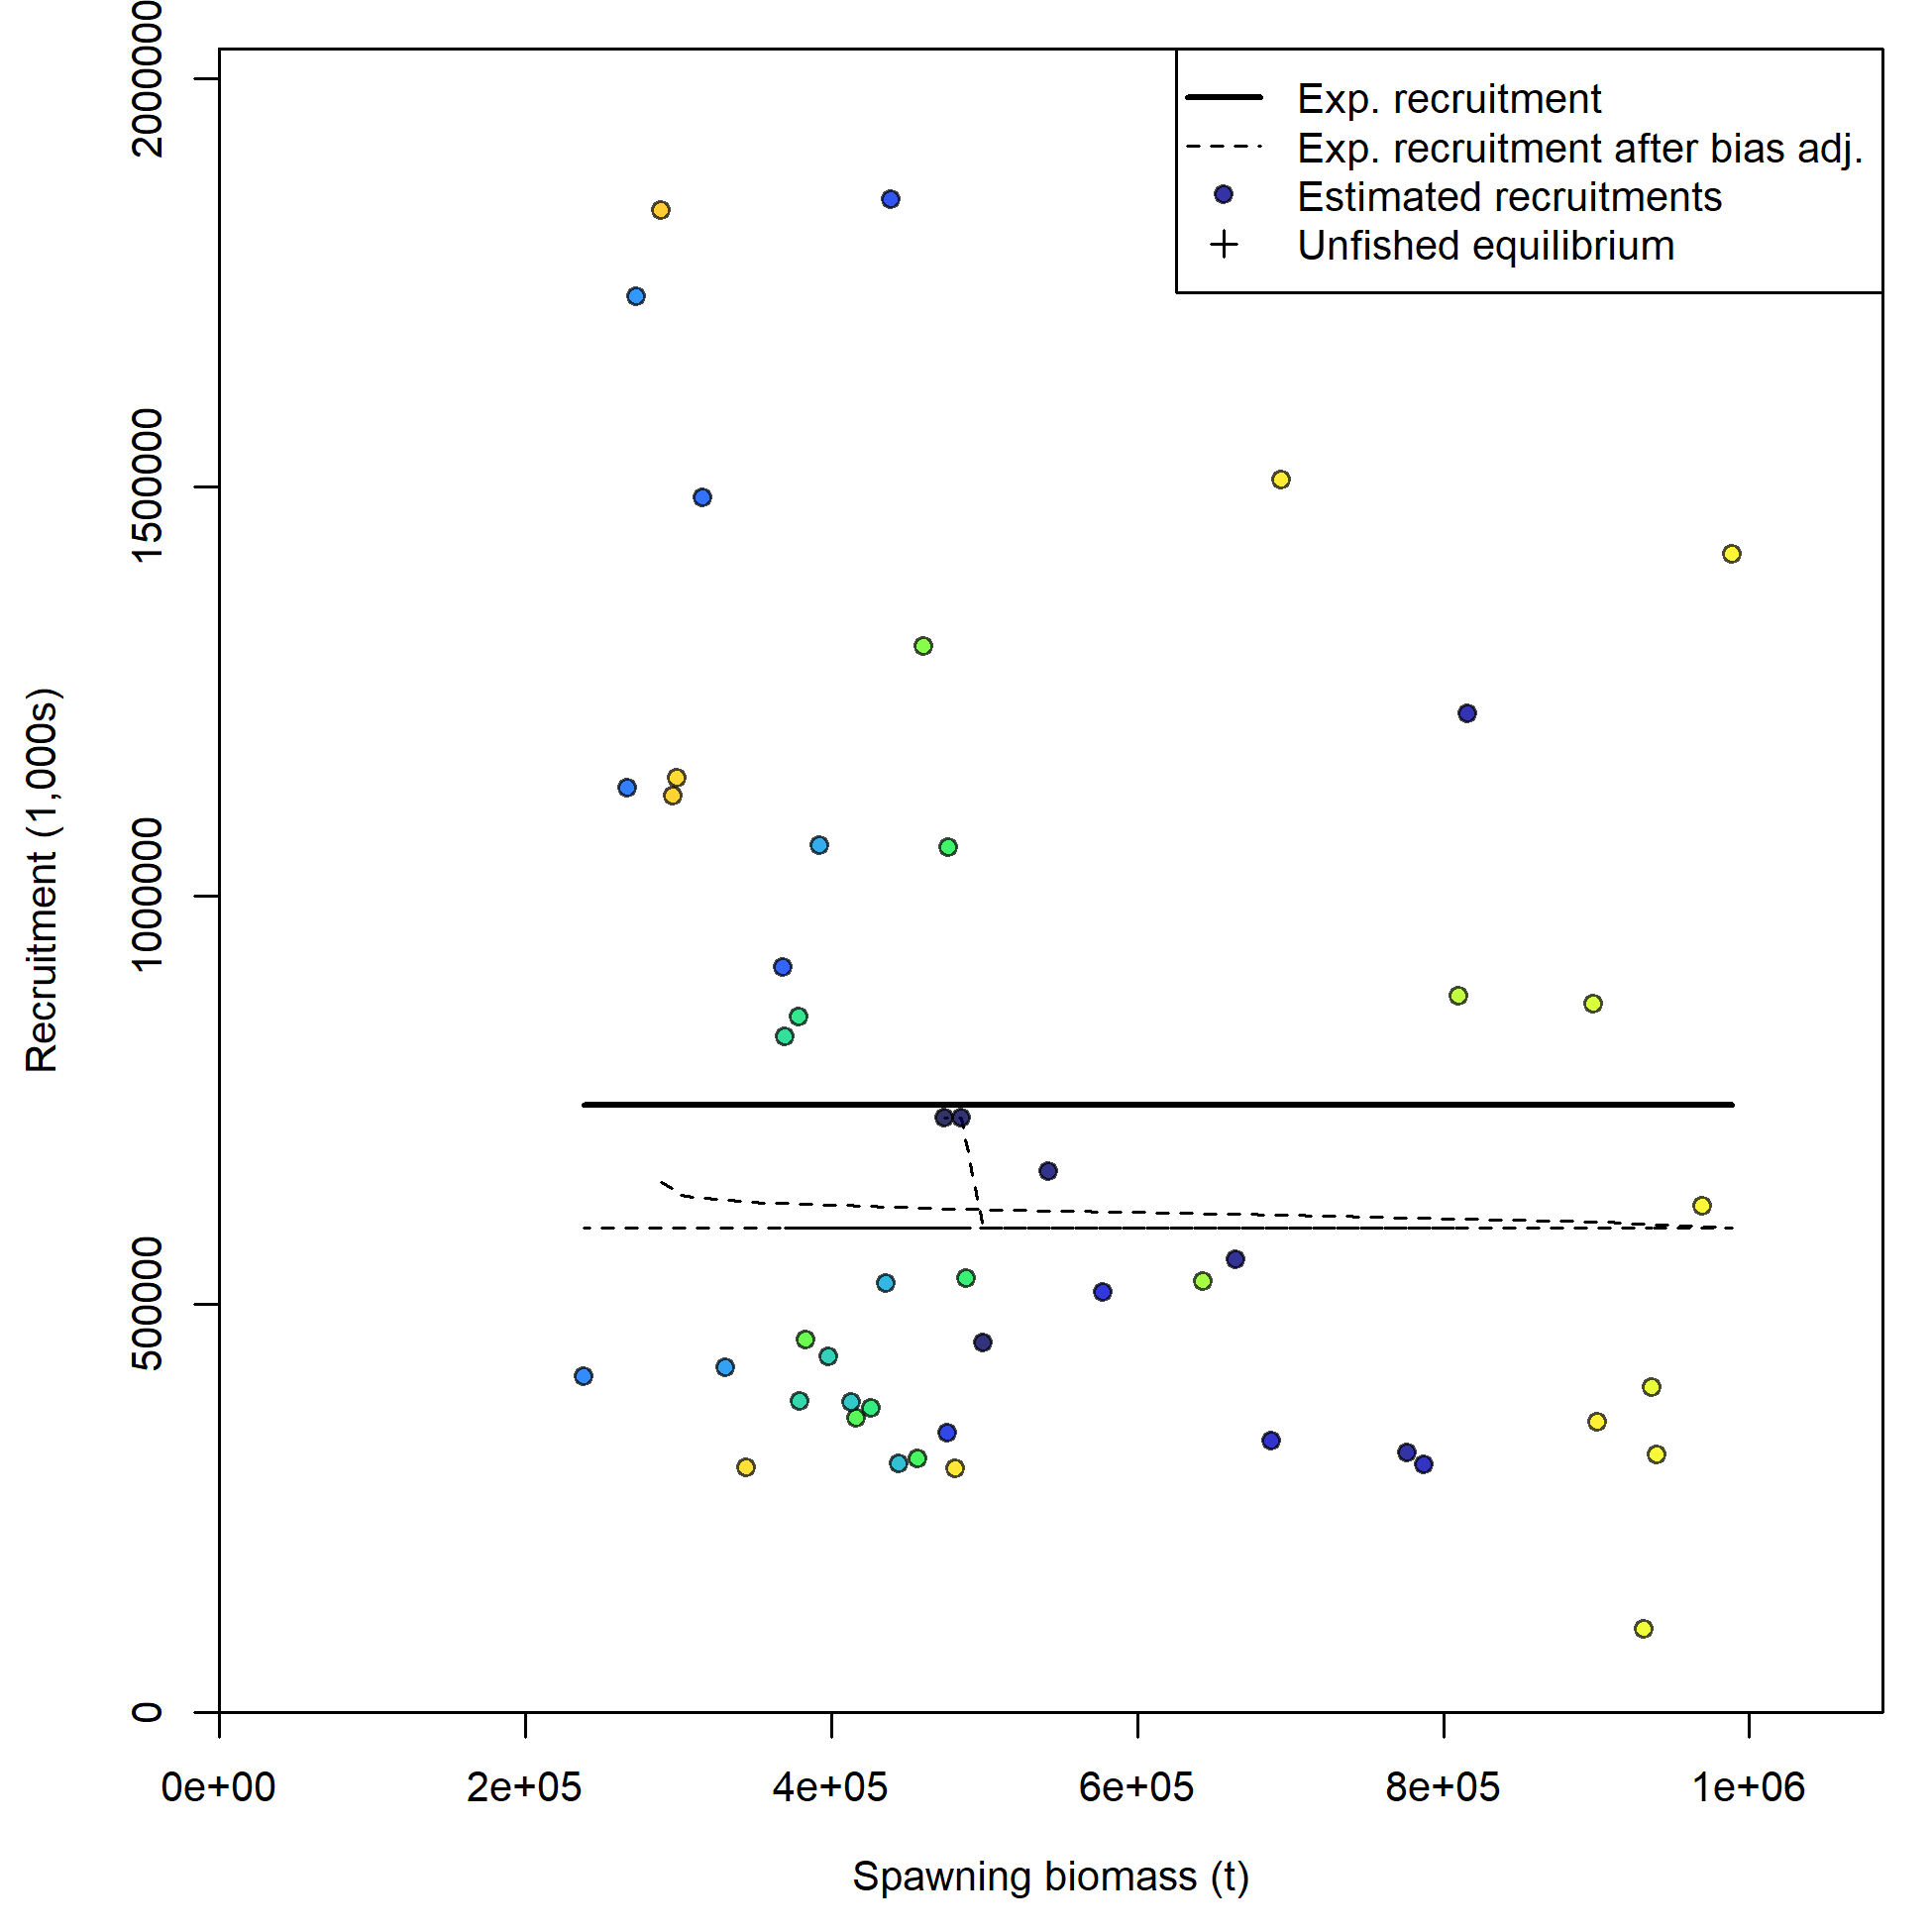 Exp. recruitment
Exp. recruitment after bias adj.
Estimated recruitments
Unfished equilibrium
Recruitment (1,000s)
2000000
1500000
1000000
500000
0
0e+00 2e+05 4e+05 6e+05 8e+05 1e+06
Spawning biomass (t)